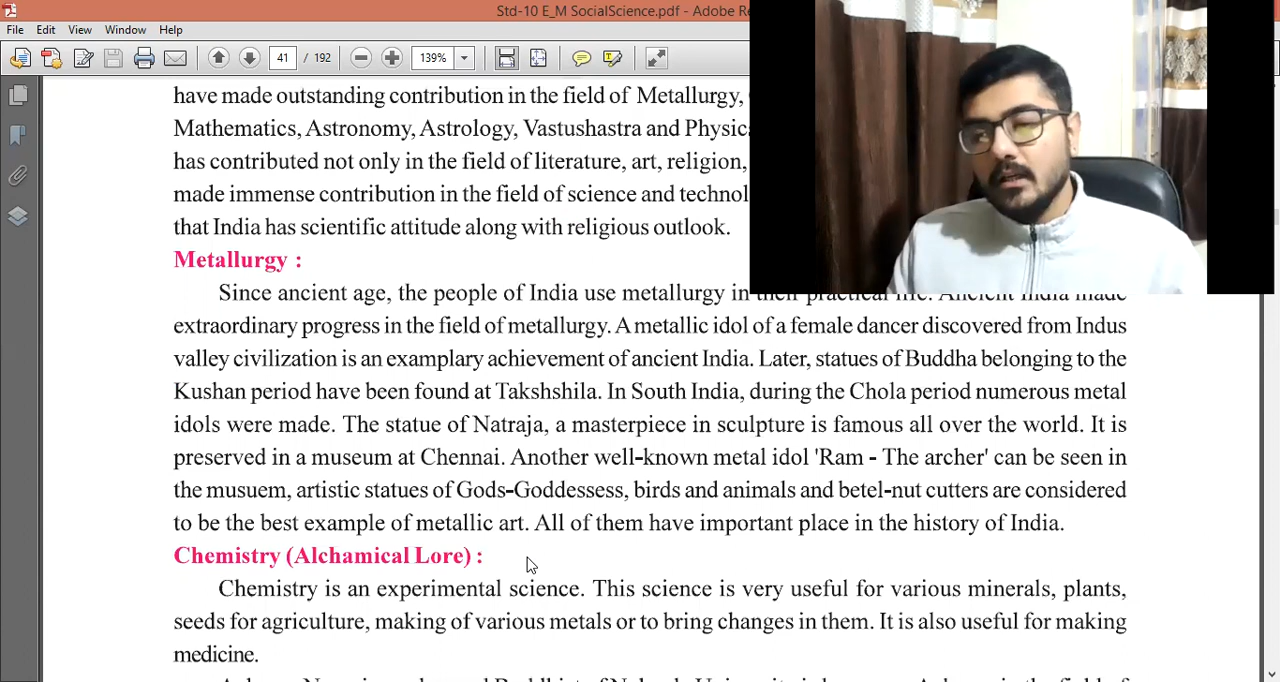 Std-10 E_M SocialScience.pdf - Adobe Re
File Edit View Window Help
41 / 192 139%
have made outstanding contribution in the field of Metallurgy,
Mathematics, Astronomy, Astrology, Vastushastra and Physics
has contributed not only in the field of literature, art, religion,
made immense contribution in the field of science and technol
that India has scientific attitude along with religious outlook.
Metallurgy :
Since ancient age, the people of India use metallurgy in their practical life. Ancient India made
extraordinary progress in the field of metallurgy. A metallic idol of a female dancer discovered from Indus
valley civilization is an examplary achievement of ancient India. Later, statues of Buddha belonging to the
Kushan period have been found at Takshshila. In South India, during the Chola period numerous metal
idols were made. The statue of Natraja, a masterpiece in sculpture is famous all over the world. It is
preserved in a museum at Chennai. Another well-known metal idol 'Ram - The archer' can be seen in
the musuem, artistic statues of Gods-Goddessess, birds and animals and betel-nut cutters are considered
to be the best example of metallic art. All of them have important place in the history of India.
Chemistry (Alchamical Lore) :
Chemistry is an experimental science. This science is very useful for various minerals, plants,
seeds for agriculture, making of various metals or to bring changes in them. It is also useful for making
medicine.